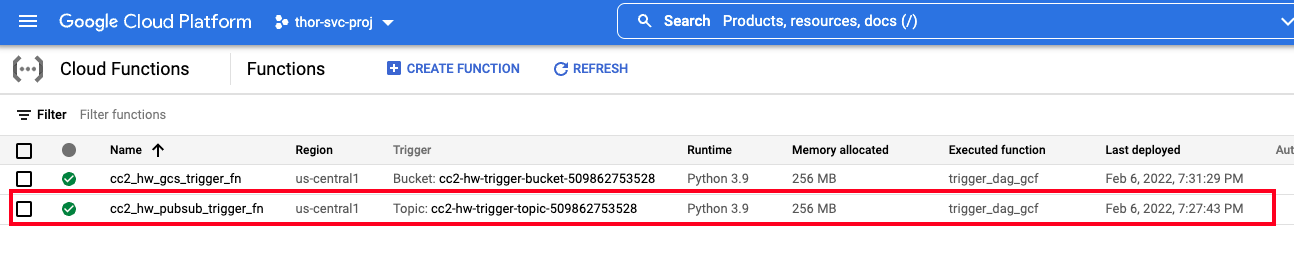 Google Cloud Platform thor-svc-proj Search Products, resources, docs (/)
Cloud Functions Functions CREATE FUNCTION REFRESH
Filter Filter functions
Name Region Trigger Runtime Memory allocated Executed function Last deployed Aut
cc2_hw_gcs_trigger_fn us-central1 Bucket: cc2-hw-trigger-bucket-509862753528 Python 3.9 256 MB trigger_dag_gcf Feb 6, 2022, 7:31:29 PM
cc2_hw_pubsub_trigger_fn us-central1 Topic: cc2-hw-trigger-topic-509862753528 Python 3.9 256 MB trigger_dag_gcf Feb 6, 2022, 7:27:43 PM